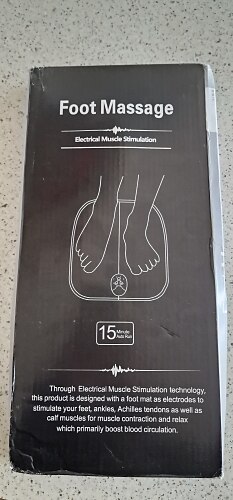 Foot Massage
Electrical Muscle Stimulation
15 Minute
Auto Run
Through Electrical Muscle Stimulation technology,
this product is designed with a foot mat as electrodes to
stimulate your feet, ankles, Achilles tendons as well as
calf muscles for muscle contraction and relax
which primarily boost blood circulation.